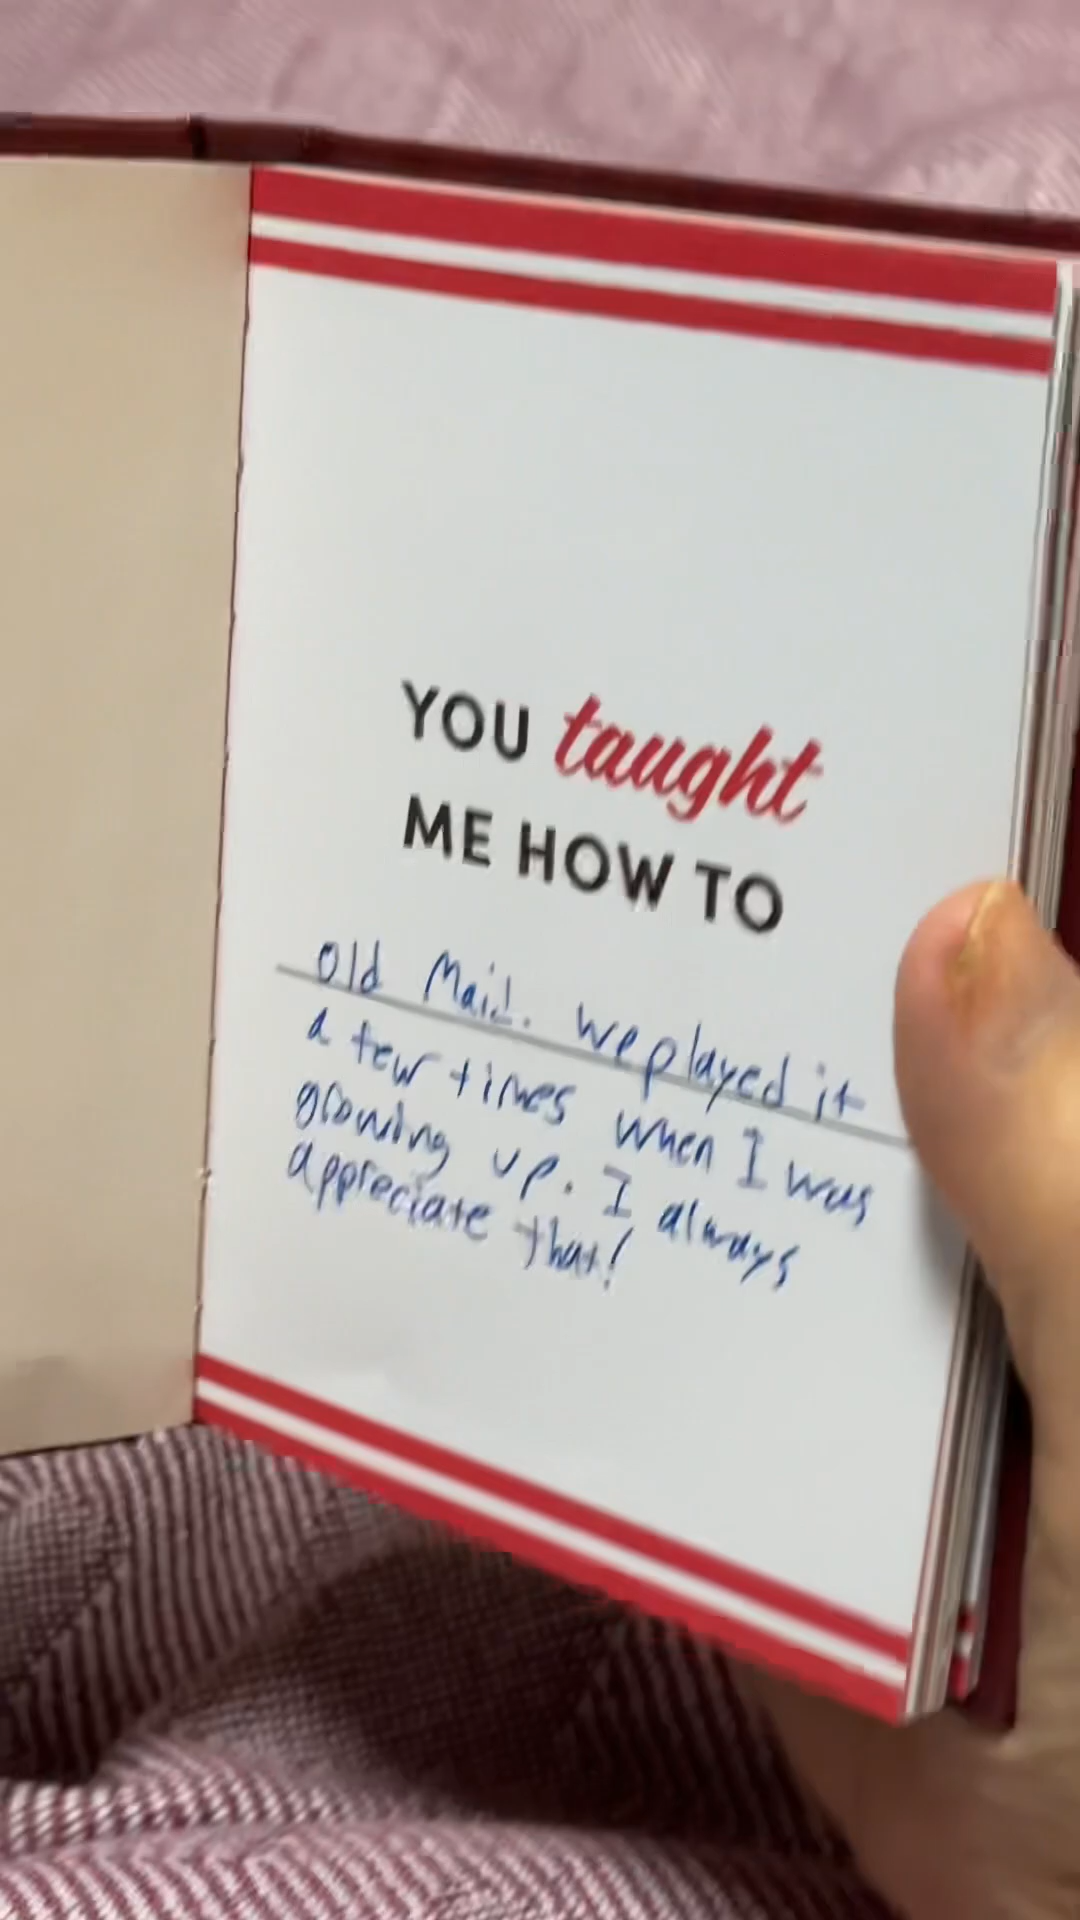 YOU taught
ME HOW TO
Old Maid. we played it
a few times when I was
growing up. I always
appreciate that!